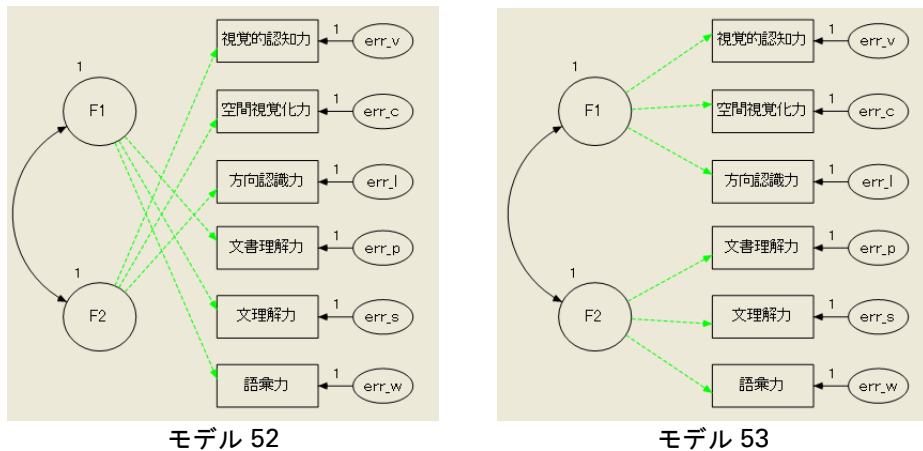 視覚的認知力
1
err_v
1
F1
空間視覚化力
1
err_c
方向認識力
1
err_l
文書理解力
1
err_p
1
F2
文理解力
1
err_s
語彙力
1
err_w
モデル 52
視覚的認知力
1
err_v
1
F1
空間視覚化力
1
err_c
方向認識力
1
err_l
文書理解力
1
err_p
1
F2
文理解力
1
err_s
語彙力
1
err_w
モデル 53